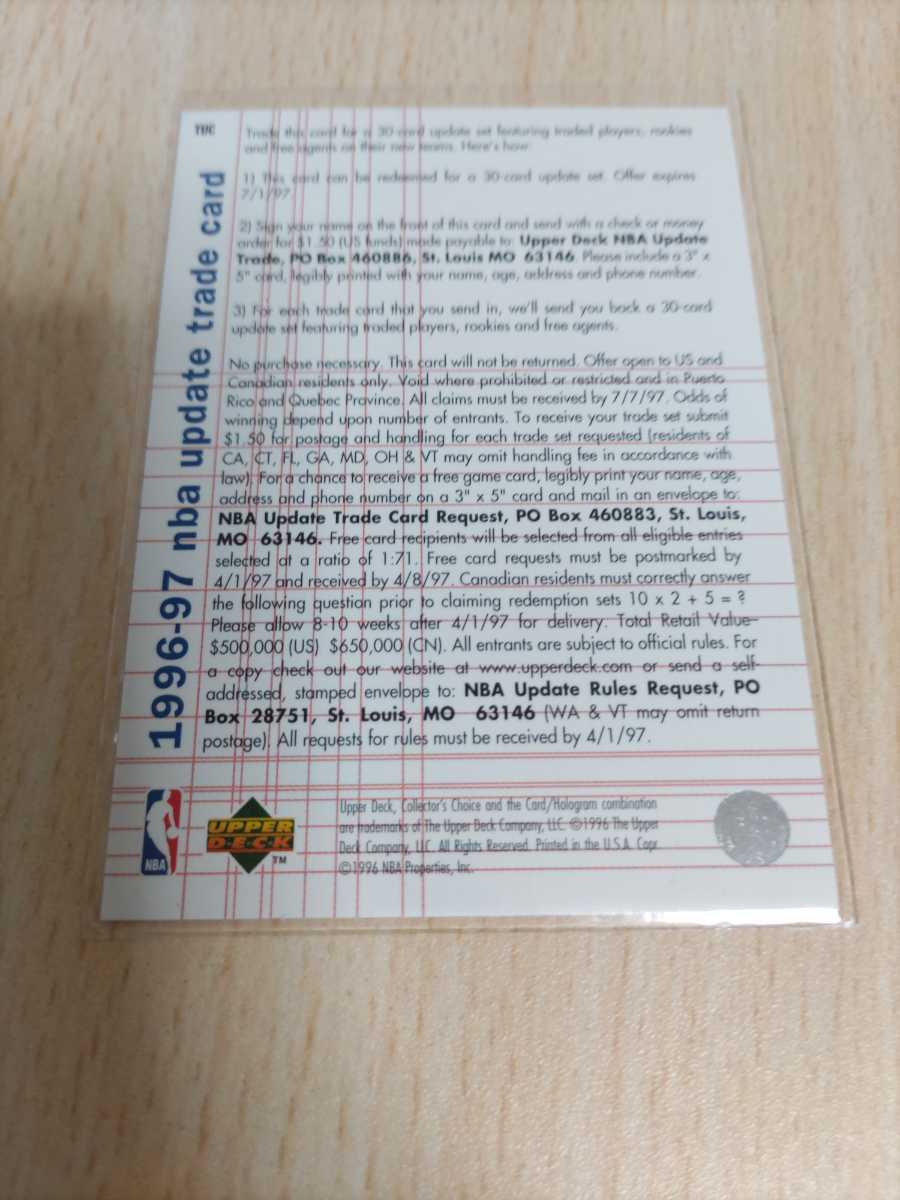 TUC
1996-97 nba update trade card
Trade this card for a 30-card update set featuring traded players, rookies
and free agents on their new teams. Here's how:
1) This card can be redeemed for a 30-card update set. Offer expires
7/1/97.
2) Sign your name on the front of this card and send with a check or money
order for $1.50 (US funds) made payable to: Upper Deck NBA Update
Trade, PO Box 460886, St. Louis MO 63146. Please include a 3" x
5" card, legibly printed with your name, age, address and phone number.
3) For each trade card that you send in, we'll send you back a 30-card
update set featuring traded players, rookies and free agents.
No purchase necessary. This card will not be returned. Offer open to US and
Canadian residents only. Void where prohibited or restricted and in Puerto
Rico and Quebec Province. All claims must be received by 7/7/97. Odds of
winning depend upon number of entrants. To receive your trade set submit
$1.50 for postage and handling for each trade set requested (residents of
CA, CT, FL, GA, MD, OH & VT may omit handling fee in accordance with
law). For a chance to receive a free game card, legibly print your name, age,
address and phone number on a 3" x 5" card and mail in an envelope to:
NBA Update Trade Card Request, PO Box 460883, St. Louis,
MO 63146. Free card recipients will be selected from all eligible entries
selected at a ratio of 1:71. Free card requests must be postmarked by
4/1/97 and received by 4/8/97. Canadian residents must correctly answer
the following question prior to claiming redemption sets 10 x 2 + 5 = ?
Please allow 8-10 weeks after 4/1/97 for delivery. Total Retail Value-
$500,000 (US) $650,000 (CN). All entrants are subject to official rules. For
a copy check out our website at www.upperdeck.com or send a self-
addressed, stamped envelope to: NBA Update Rules Request, PO
Box 28751, St. Louis, MO 63146 (WA & VT may omit return
postage). All requests for rules must be received by 4/1/97.
NBA
UPPER
D·E·C·K
TM
Upper Deck, Collector's Choice and the Card/Hologram combination
are trademarks of The Upper Deck Company, LLC. ©1996 The Upper
Deck Company, LLC. All Rights Reserved. Printed in the U.S.A. Copr.
©1996 NBA Properties, Inc.